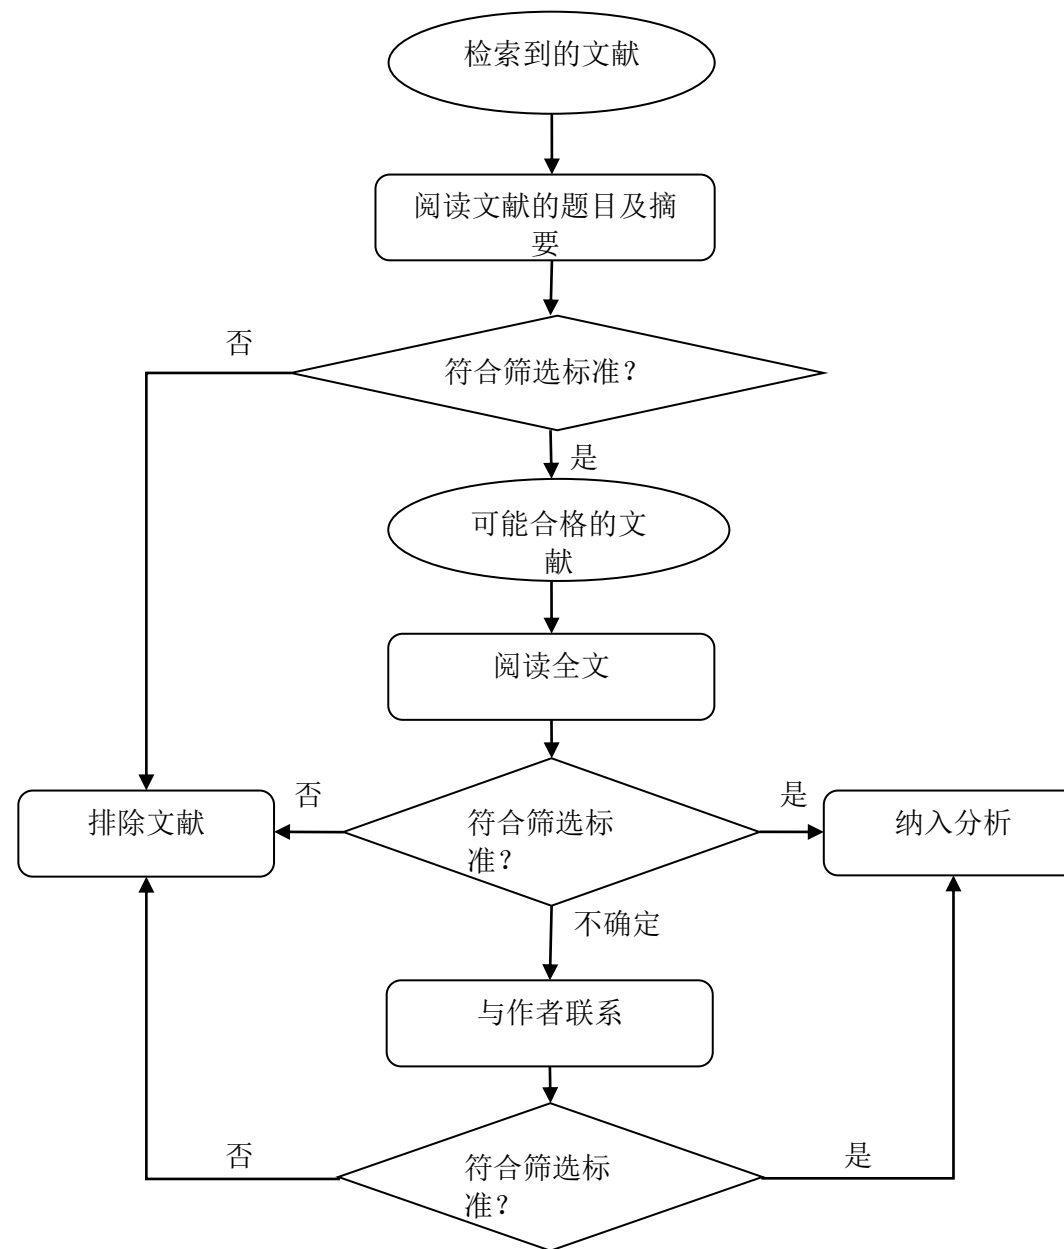 检索到的文献
阅读文献的题目及摘
要
否
符合筛选标准？
是
可能合格的文
献
阅读全文
否
是
排除文献
符合筛选标
准？
纳入分析
不确定
与作者联系
否
符合筛选标
准？
是